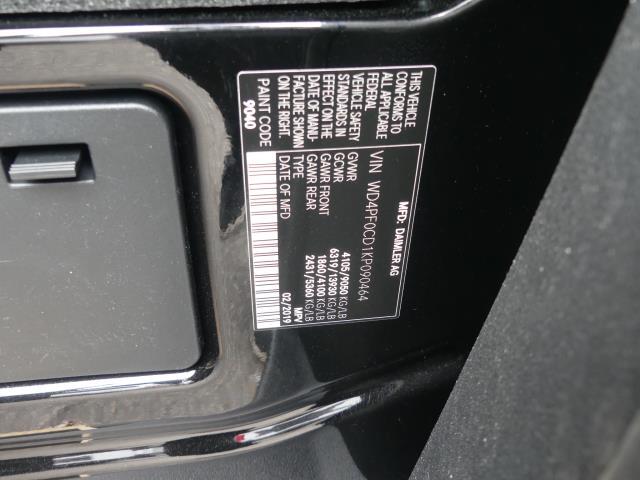 MFD. DAIMLER AG
VIN WD4PF0CD1KP090464
GVWR 4105/9050 KG/LB
GCWR 6319/13930 KG/LB
GAWR FRONT 1860/4100 KG/LB
GAWR REAR 2431/5360 KG/LB
TYPE MPV
DATE OF MFD 02/2019
THIS VEHICLE
CONFORMS TO
ALL APPLICABLE
FEDERAL
VEHICLE SAFETY
STANDARDS IN
EFFECT ON THE
DATE OF MANU-
FACTURE SHOWN
ON THE RIGHT.
PAINT CODE
9040